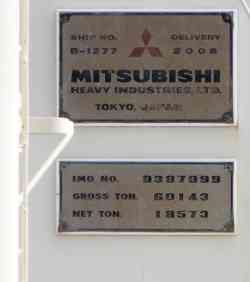 SHIP NO. DELIVERY
B-1277 2008
MITSUBISHI
HEAVY INDUSTRIES, LTD.
TOKYO, JAPAN
IMO NO. 9397999
GROSS TON. 60143
NET TON. 18573